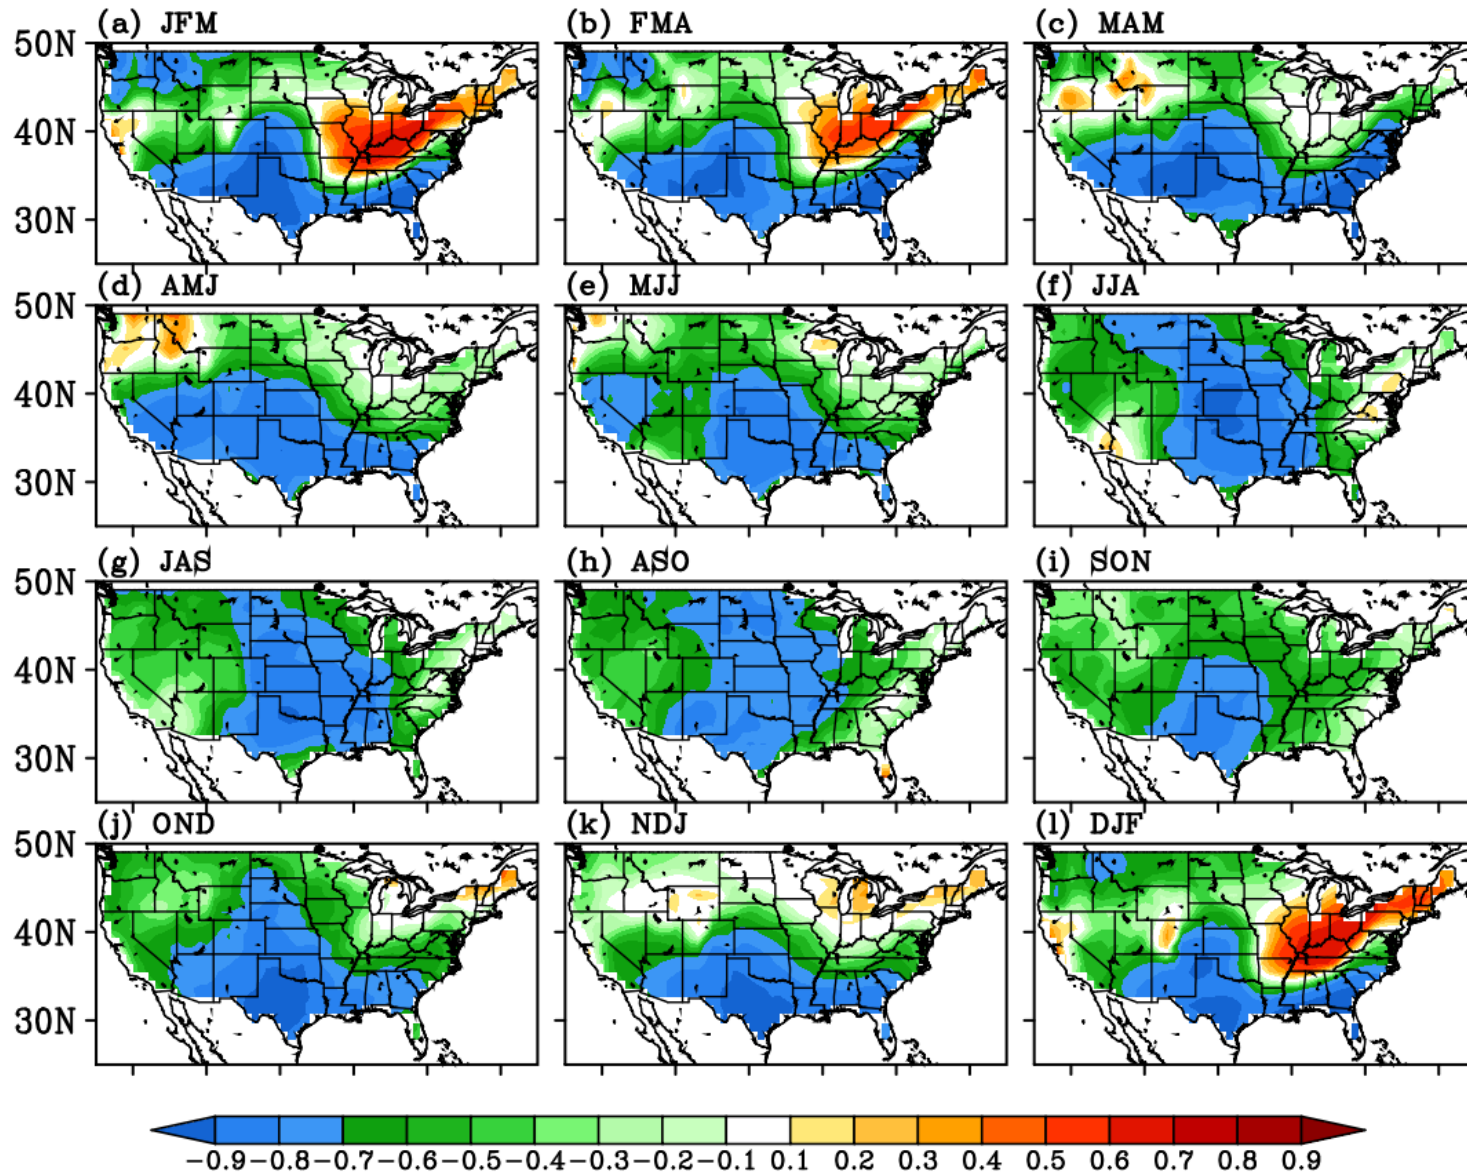 (a) JFM (b) FMA (c) MAM
50N
40N
30N
(d) AMJ (e) MJJ (f) JJA
50N
40N
30N
(g) JAS (h) ASO (i) SON
50N
40N
30N
(j) OND (k) NDJ (l) DJF
50N
40N
30N
-0.9 -0.8 -0.7 -0.6 -0.5 -0.4 -0.3 -0.2 -0.1 0.1 0.2 0.3 0.4 0.5 0.6 0.7 0.8 0.9